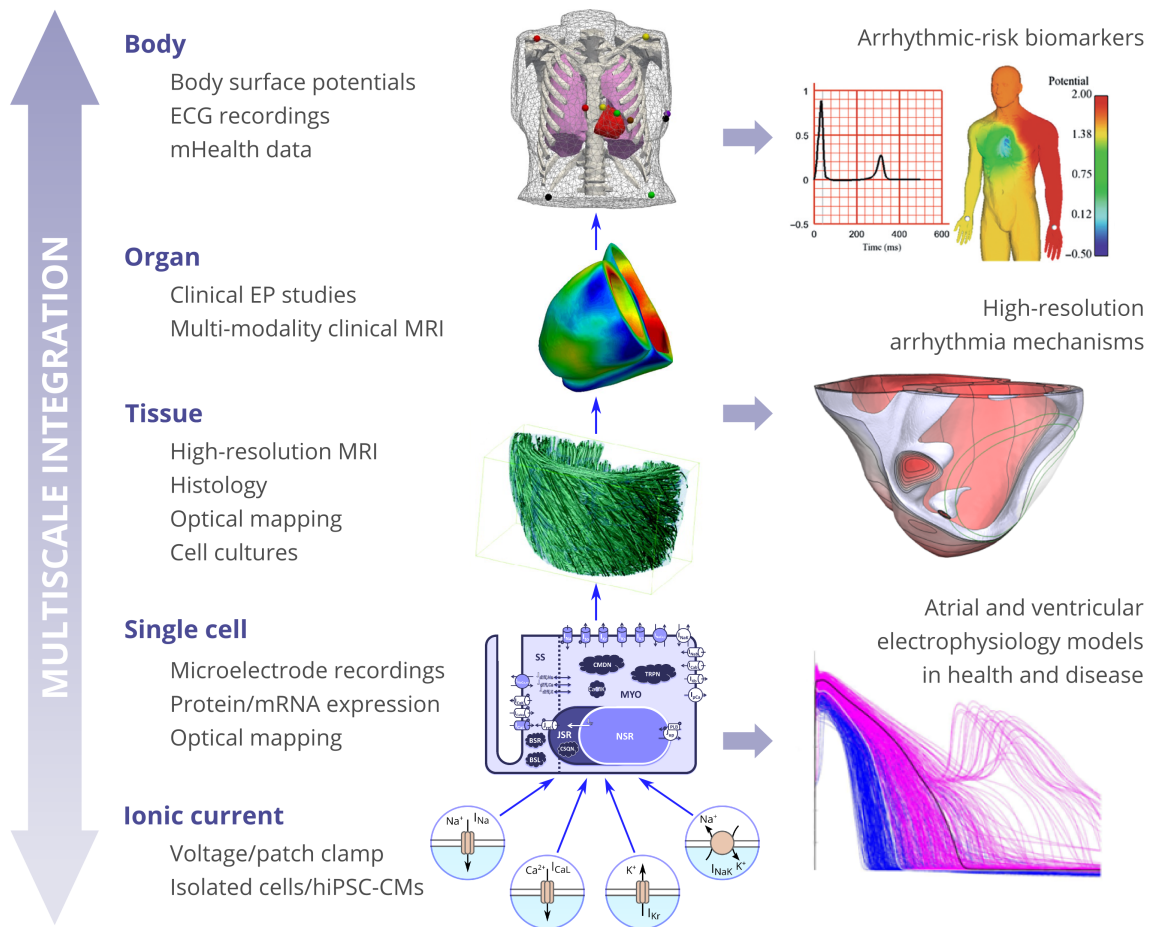 MULTISCALE INTEGRATION
Body
Body surface potentials
ECG recordings
mHealth data
Arrhythmic-risk biomarkers
1
0.5
0
−0.5
0
200
400
600
Time (ms)
Potential
2.00
1.38
0.75
0.12
−0.50
Organ
Clinical EP studies
Multi-modality clinical MRI
High-resolution
arrhythmia mechanisms
Tissue
High-resolution MRI
Histology
Optical mapping
Cell cultures
Single cell
Microelectrode recordings
Protein/mRNA expression
Optical mapping
SS
CMDN
TRPN
MYO
JSR
NSR
BSR
CSQN
BSL
Atrial and ventricular
electrophysiology models
in health and disease
Ionic current
Voltage/patch clamp
Isolated cells/hiPSC-CMs
Na⁺ I_Na
Ca²⁺ I_CaL
K⁺
I_Kr
Na⁺
I_NaK K⁺